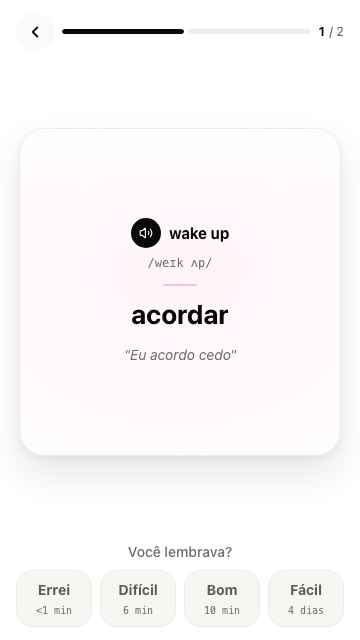 1 / 2
wake up
/weɪk ʌp/
acordar
"Eu acordo cedo"
Você lembrava?
Errei Difícil Bom Fácil
<1 min 6 min 10 min 4 dias